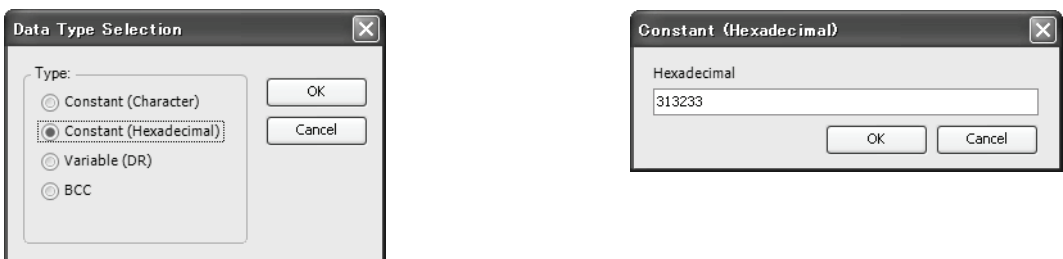 Data Type Selection
Type:
Constant (Character)
Constant (Hexadecimal)
Variable (DR)
BCC
OK
Cancel
Constant (Hexadecimal)
Hexadecimal
313233
OK
Cancel